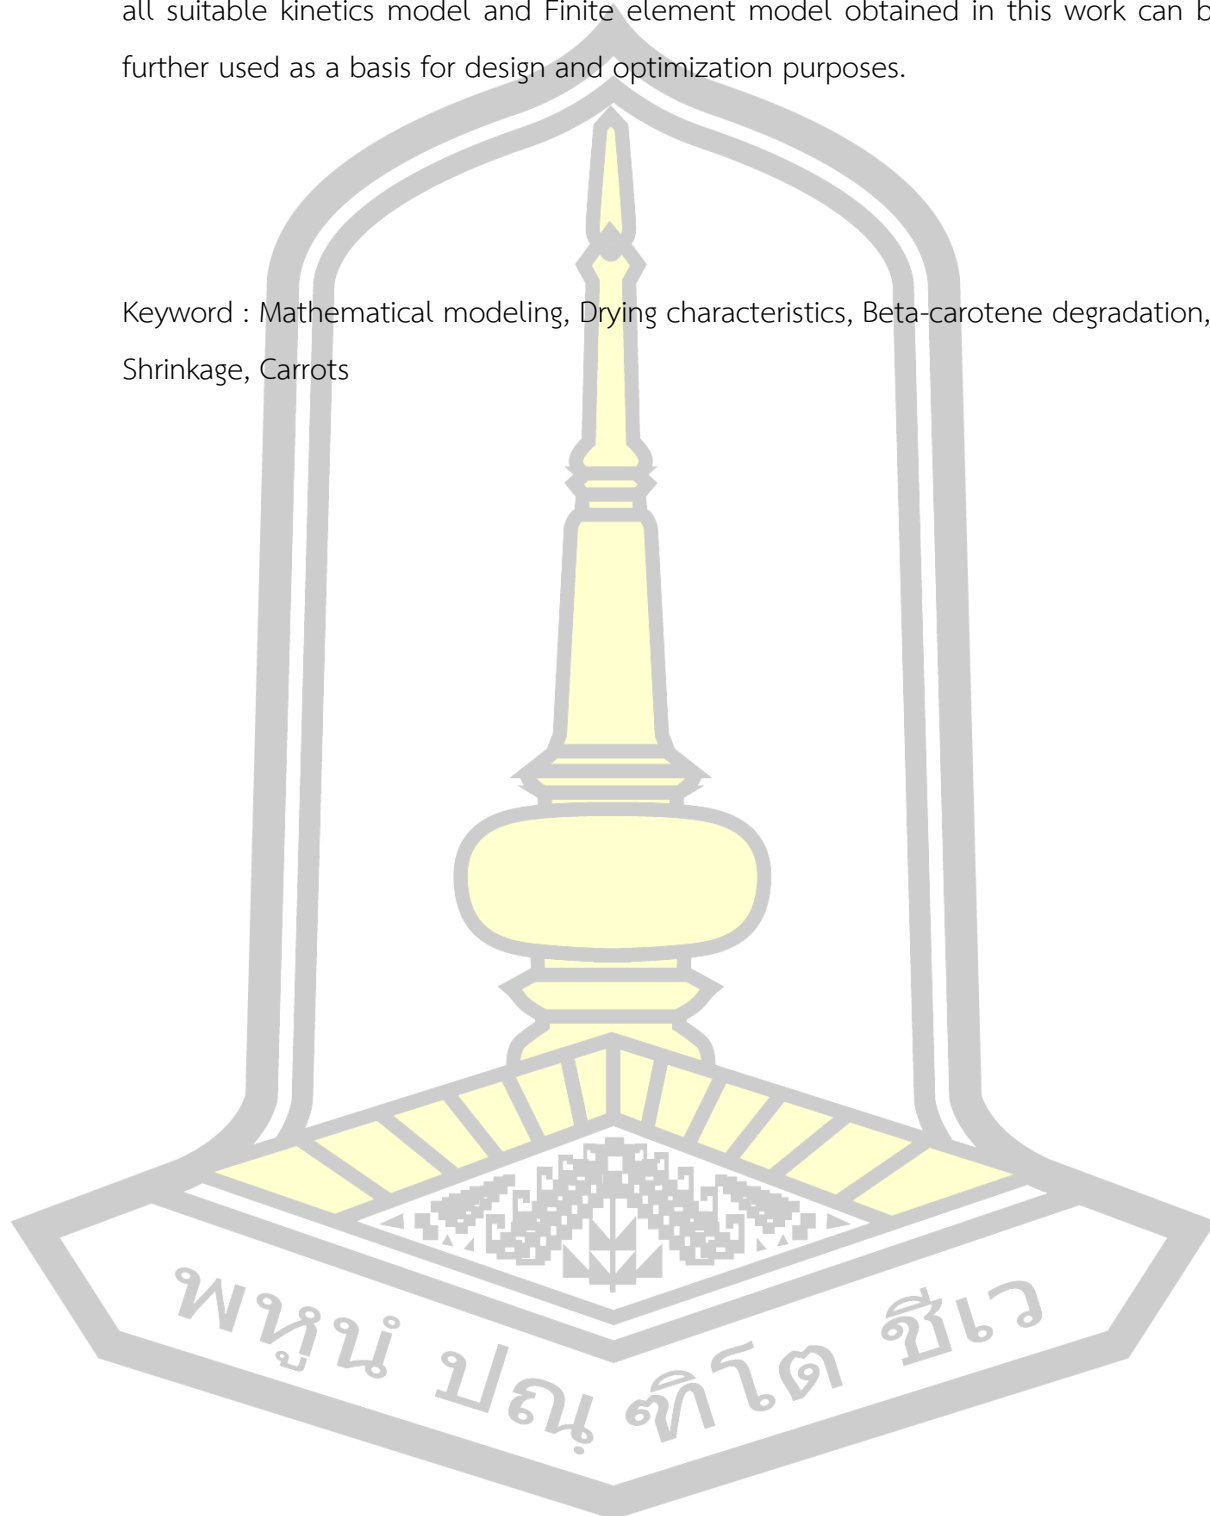 all suitable kinetics model and Finite element model obtained in this work can b
further used as a basis for design and optimization purposes.
Keyword : Mathematical modeling, Drying characteristics, Beta-carotene degradation,
Shrinkage, Carrots
พหูนํ ปณฺฑิโต ชีเว